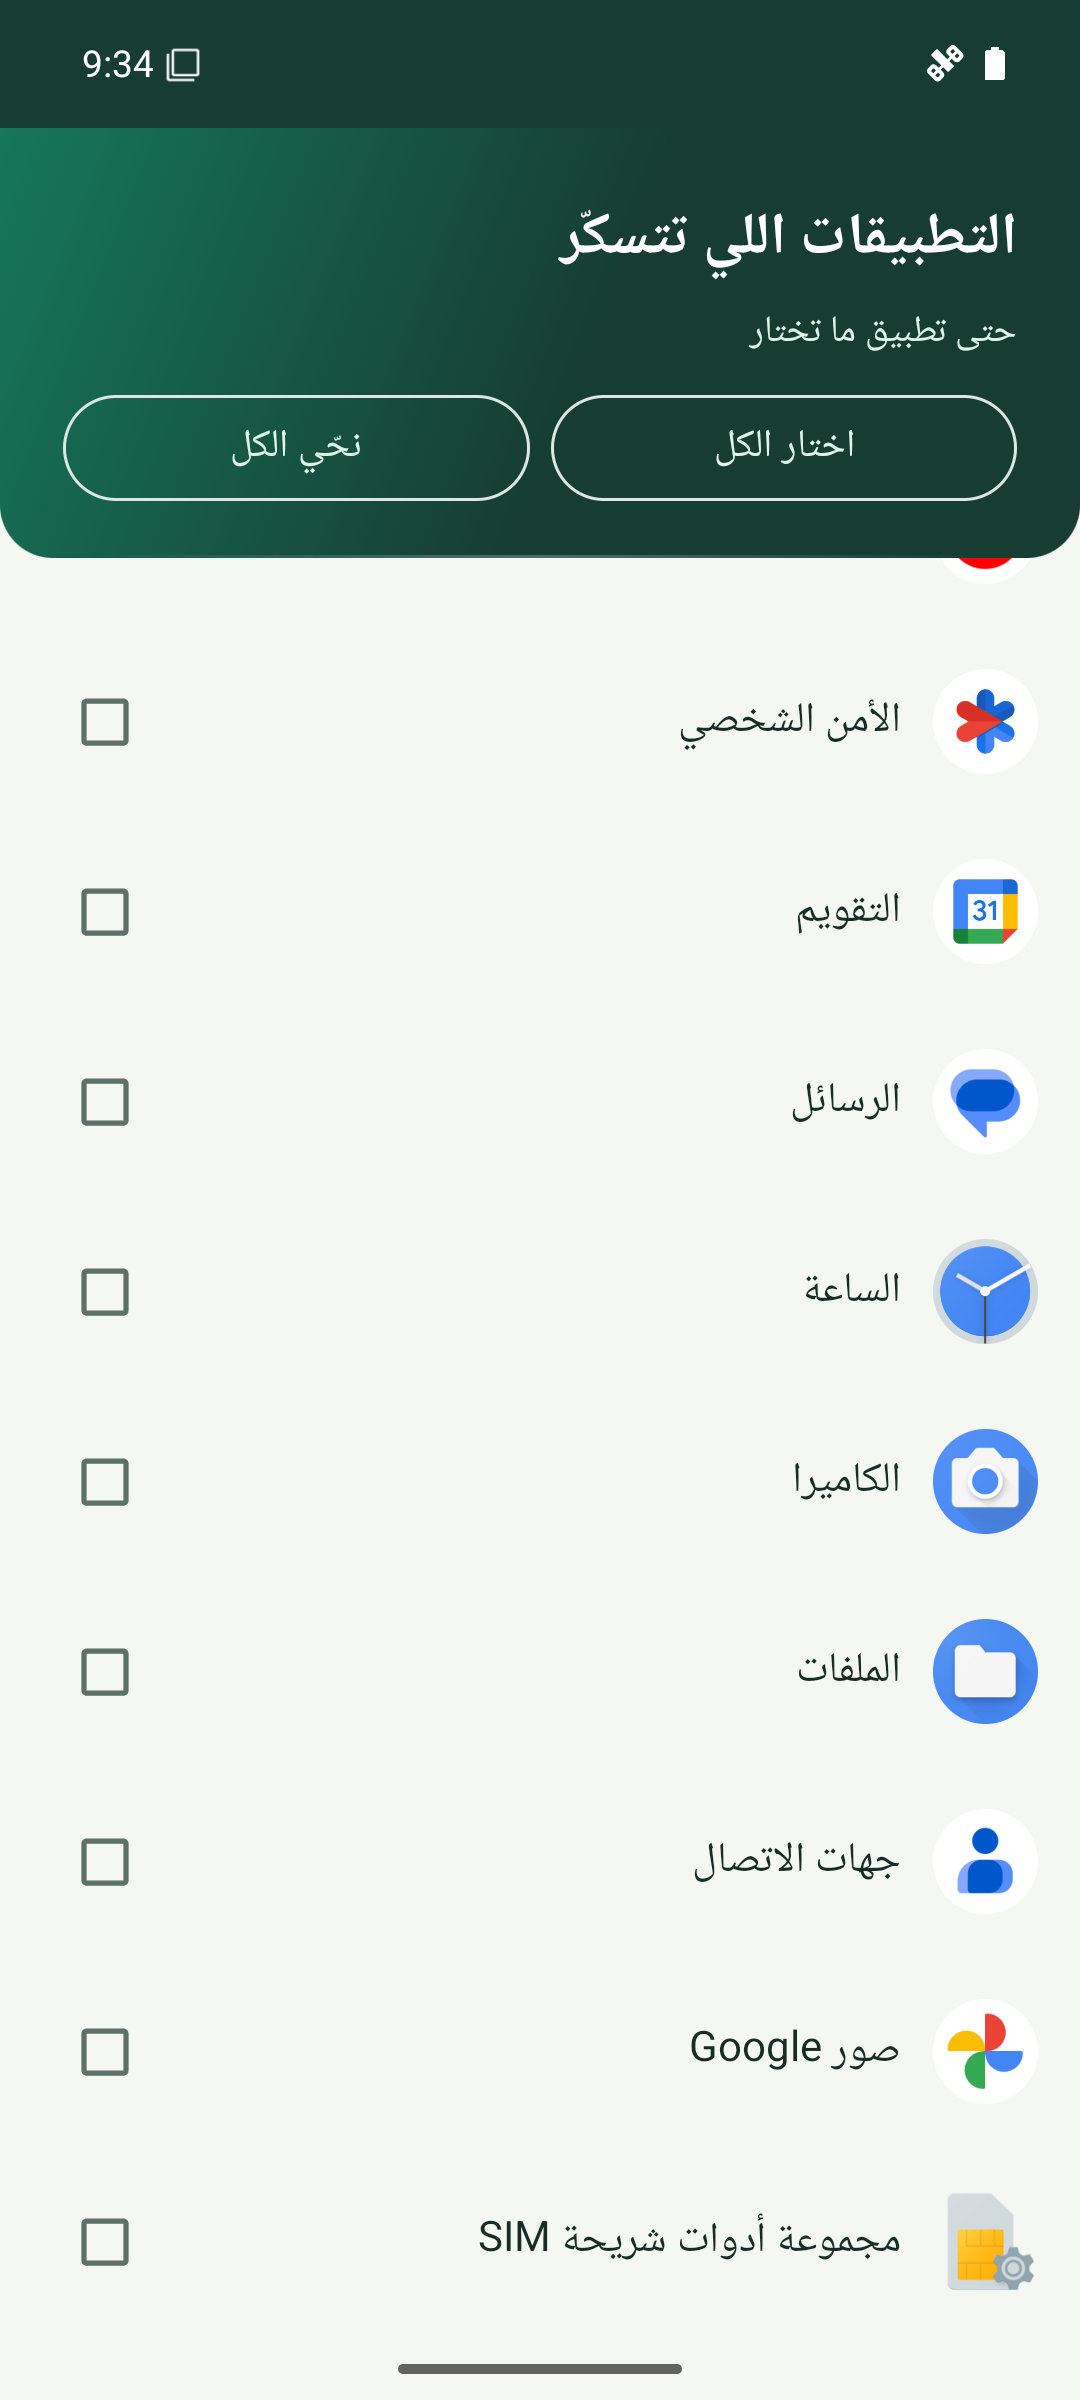 9:34
التطبيقات اللي تتسكّر
حتى تطبيق ما تختار
اختار الكل
نحّي الكل
الأمن الشخصي
التقويم
31
الرسائل
الساعة
الكاميرا
الملفات
جهات الاتصال
صور Google
مجموعة أدوات شريحة SIM